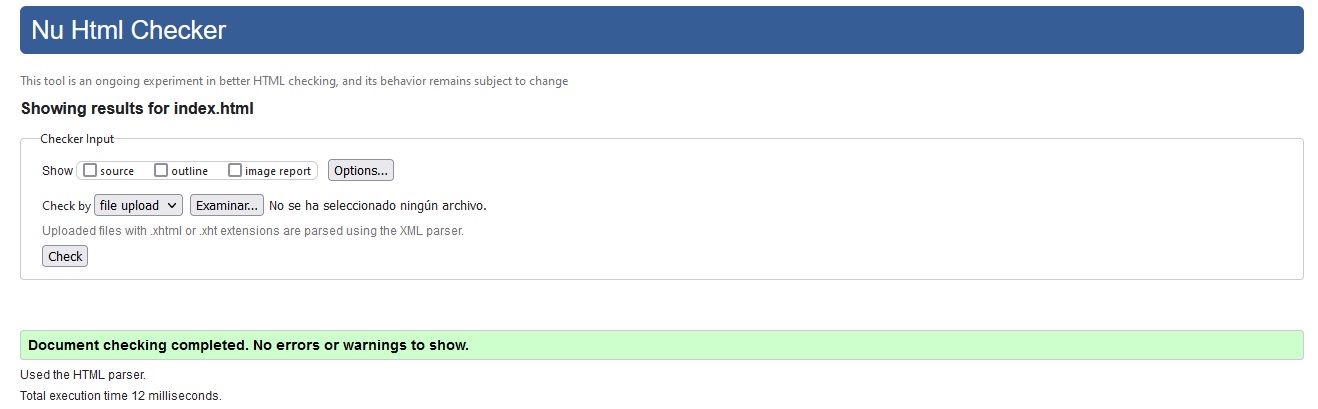 Nu Html Checker
This tool is an ongoing experiment in better HTML checking, and its behavior remains subject to change
Showing results for index.html
Checker Input
Show source outline image report Options...
Check by file upload Examinar... No se ha seleccionado ningún archivo.
Uploaded files with .xhtml or .xht extensions are parsed using the XML parser.
Check
Document checking completed. No errors or warnings to show.
Used the HTML parser.
Total execution time 12 milliseconds.